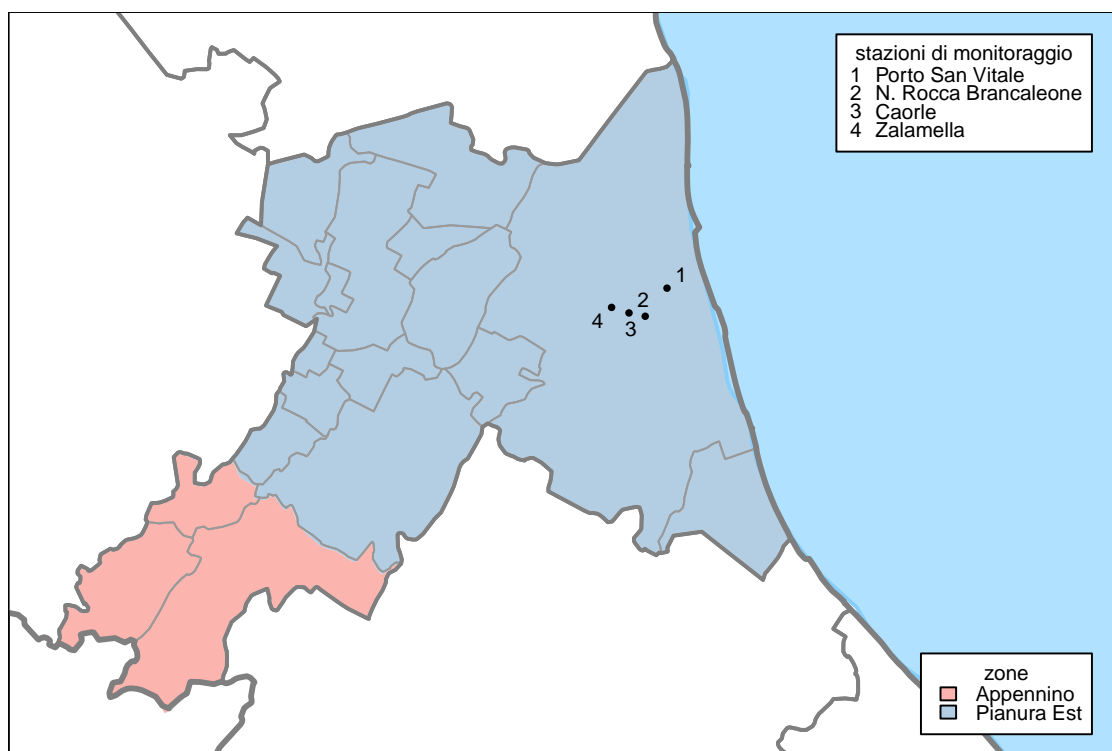 stazioni di monitoraggio
1 Porto San Vitale
2 N. Rocca Brancaleone
3 Caorle
4 Zalamella
1
2
4
3
zone
Appennino
Pianura Est